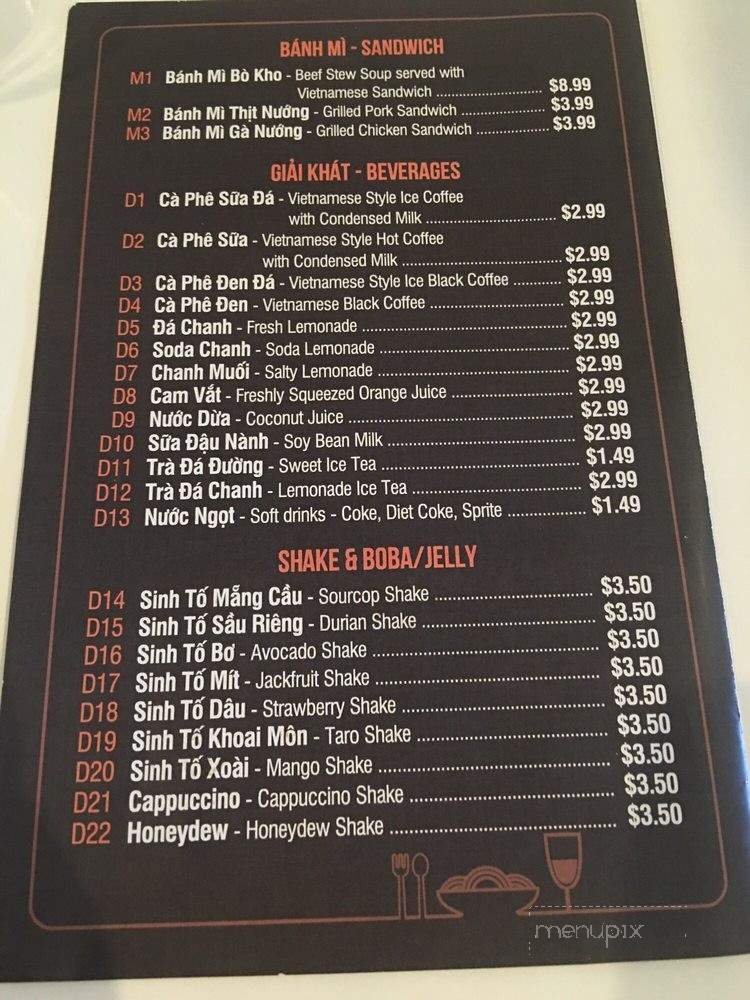 BÁNH MÌ - SANDWICH
M1 Bánh Mì Bò Kho - Beef Stew Soup served with
Vietnamese Sandwich ........................... $8.99
M2 Bánh Mì Thịt Nướng - Grilled Pork Sandwich ..................... $3.99
M3 Bánh Mì Gà Nướng - Grilled Chicken Sandwich .................. $3.99
GIẢI KHÁT - BEVERAGES
D1 Cà Phê Sữa Đá - Vietnamese Style Ice Coffee
with Condensed Milk ................................ $2.99
D2 Cà Phê Sữa - Vietnamese Style Hot Coffee
with Condensed Milk ....................................... $2.99
D3 Cà Phê Đen Đá - Vietnamese Style Ice Black Coffee ............ $2.99
D4 Cà Phê Đen - Vietnamese Black Coffee ................................. $2.99
D5 Đá Chanh - Fresh Lemonade .................................................. $2.99
D6 Soda Chanh - Soda Lemonade .............................................. $2.99
D7 Chanh Muối - Salty Lemonade .............................................. $2.99
D8 Cam Vắt - Freshly Squeezed Orange Juice ............................. $2.99
D9 Nước Dừa - Coconut Juice ..................................................... $2.99
D10 Sữa Đậu Nành - Soy Bean Milk ............................................. $2.99
D11 Trà Đá Đường - Sweet Ice Tea ............................................... $1.49
D12 Trà Đá Chanh - Lemonade Ice Tea ........................................ $2.99
D13 Nước Ngọt - Soft drinks - Coke, Diet Coke, Sprite .................. $1.49
SHAKE & BOBA/JELLY
D14 Sinh Tố Mẵng Cầu - Sourcop Shake ................................ $3.50
D15 Sinh Tố Sầu Riêng - Durian Shake ................................... $3.50
D16 Sinh Tố Bơ - Avocado Shake ............................................. $3.50
D17 Sinh Tố Mít - Jackfruit Shake ............................................. $3.50
D18 Sinh Tố Dâu - Strawberry Shake ........................................ $3.50
D19 Sinh Tố Khoai Môn - Taro Shake ...................................... $3.50
D20 Sinh Tố Xoài - Mango Shake ............................................. $3.50
D21 Cappuccino - Cappuccino Shake ........................................ $3.50
D22 Honeydew - Honeydew Shake ............................................ $3.50
menupix